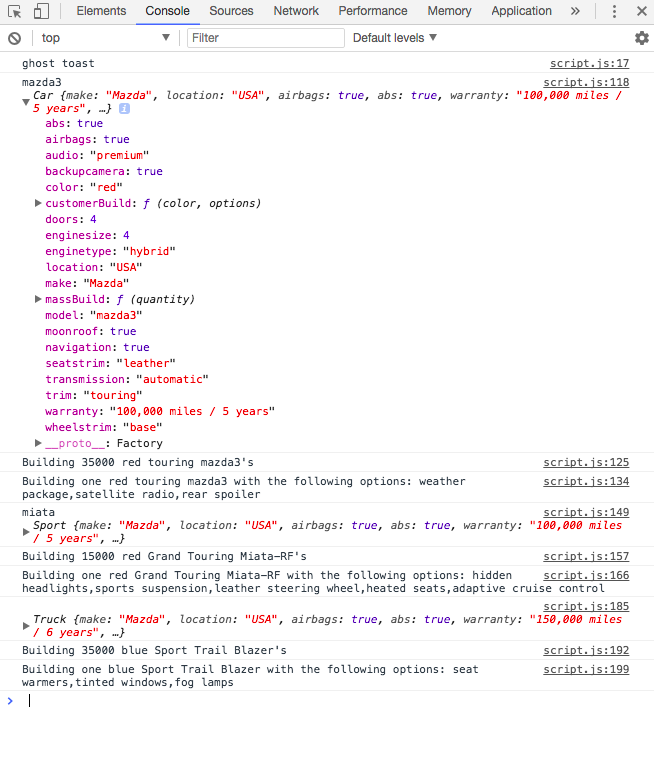 Elements Console Sources Network Performance Memory Application »
top ▼ Filter Default levels ▼
ghost toast script.js:17
mazda3 script.js:118
▼ Car {make: "Mazda", location: "USA", airbags: true, abs: true, warranty: "100,000 miles /
5 years", …} i
abs: true
airbags: true
audio: "premium"
backupcamera: true
color: "red"
▶ customerBuild: ƒ (color, options)
doors: 4
enginesize: 4
enginetype: "hybrid"
location: "USA"
make: "Mazda"
▶ massBuild: ƒ (quantity)
model: "mazda3"
moonroof: true
navigation: true
seatstrim: "leather"
transmission: "automatic"
trim: "touring"
warranty: "100,000 miles / 5 years"
wheelstrim: "base"
▶ __proto__: Factory
Building 35000 red touring mazda3's script.js:125
Building one red touring mazda3 with the following options: weather script.js:134
package,satellite radio,rear spoiler
miata script.js:149
▶ Sport {make: "Mazda", location: "USA", airbags: true, abs: true, warranty: "100,000 miles
/ 5 years", …}
Building 15000 red Grand Touring Miata-RF's script.js:157
Building one red Grand Touring Miata-RF with the following options: hidden script.js:166
headlights,sports suspension,leather steering wheel,heated seats,adaptive cruise control
script.js:185
▶ Truck {make: "Mazda", location: "USA", airbags: true, abs: true, warranty: "150,000 miles
/ 6 years", …}
Building 35000 blue Sport Trail Blazer's script.js:192
Building one blue Sport Trail Blazer with the following options: seat script.js:199
warmers,tinted windows,fog lamps
>